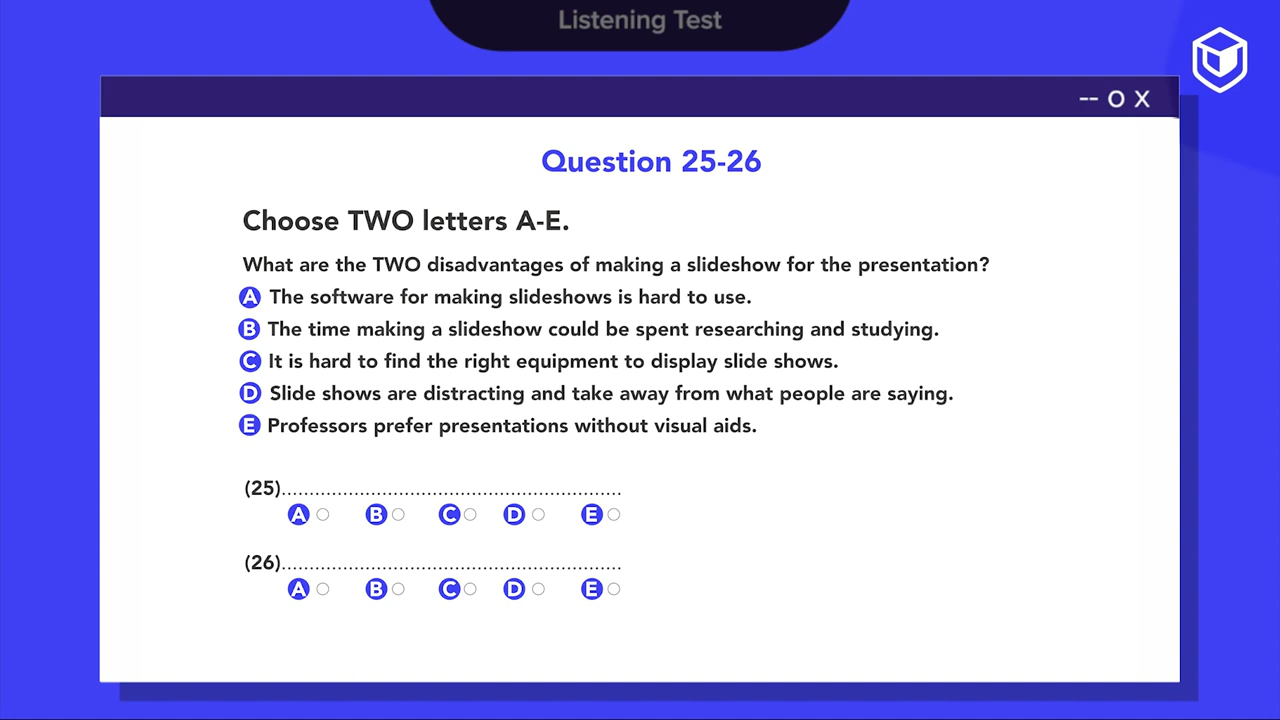 Listening Test
-- O X
Question 25-26
Choose TWO letters A-E.
What are the TWO disadvantages of making a slideshow for the presentation?
A The software for making slideshows is hard to use.
B The time making a slideshow could be spent researching and studying.
C It is hard to find the right equipment to display slide shows.
D Slide shows are distracting and take away from what people are saying.
E Professors prefer presentations without visual aids.
(25).............................................................
A B C D E
(26).............................................................
A B C D E